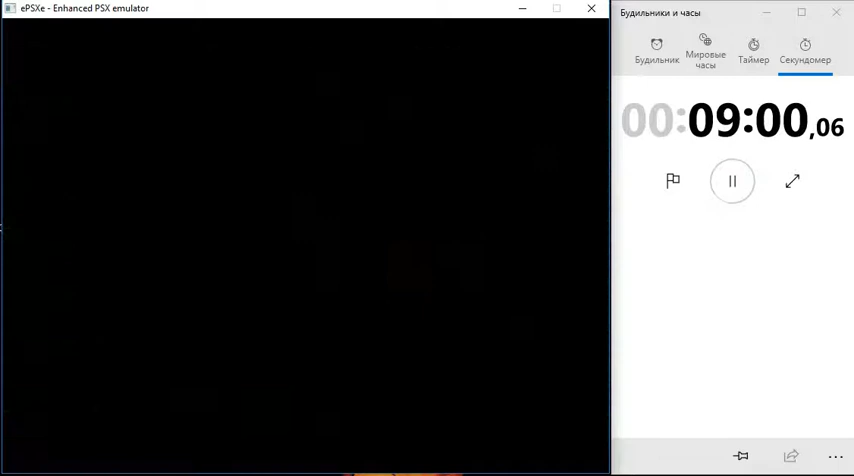 ePSXe - Enhanced PSX emulator
Будильники и часы
Будильник
Мировые часы
Таймер
Секундомер
00:09:00,06